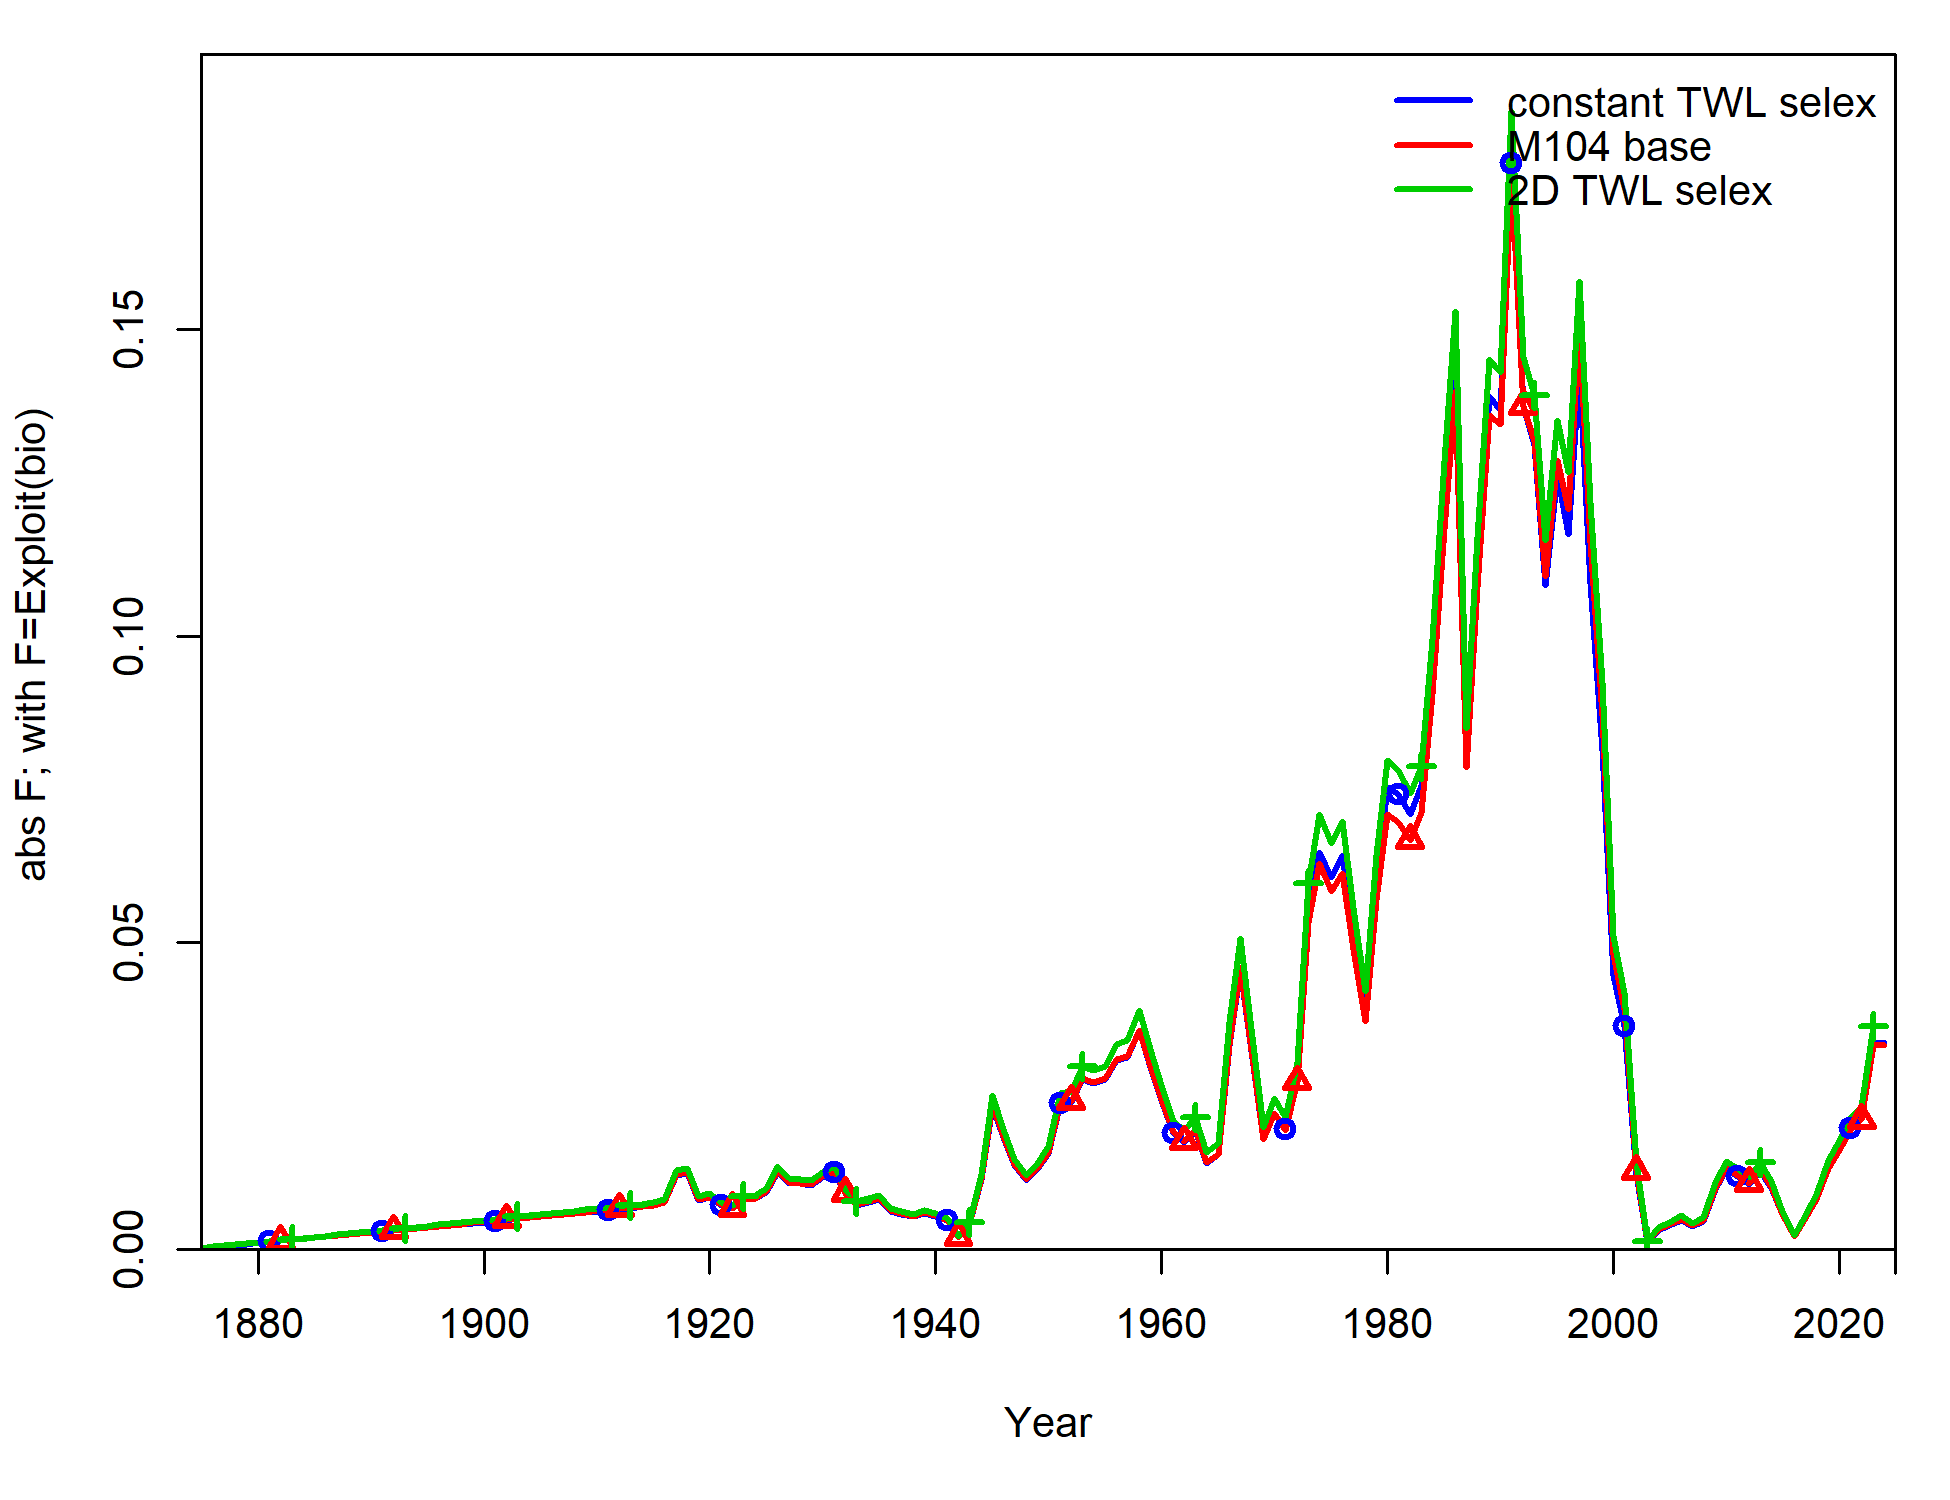 constant TWL selex
M104 base
2D TWL selex
abs F; with F=Exploit(bio)
0.15
0.10
0.05
0.00
1880 1900 1920 1940 1960 1980 2000 2020
Year